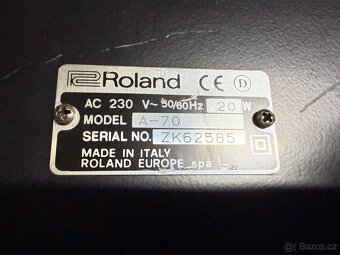 Roland CE D
AC 230 V~ 50/60Hz 20 W
MODEL A-70
SERIAL NO. ZK62585
MADE IN ITALY
ROLAND EUROPE spa
Bazos.cz